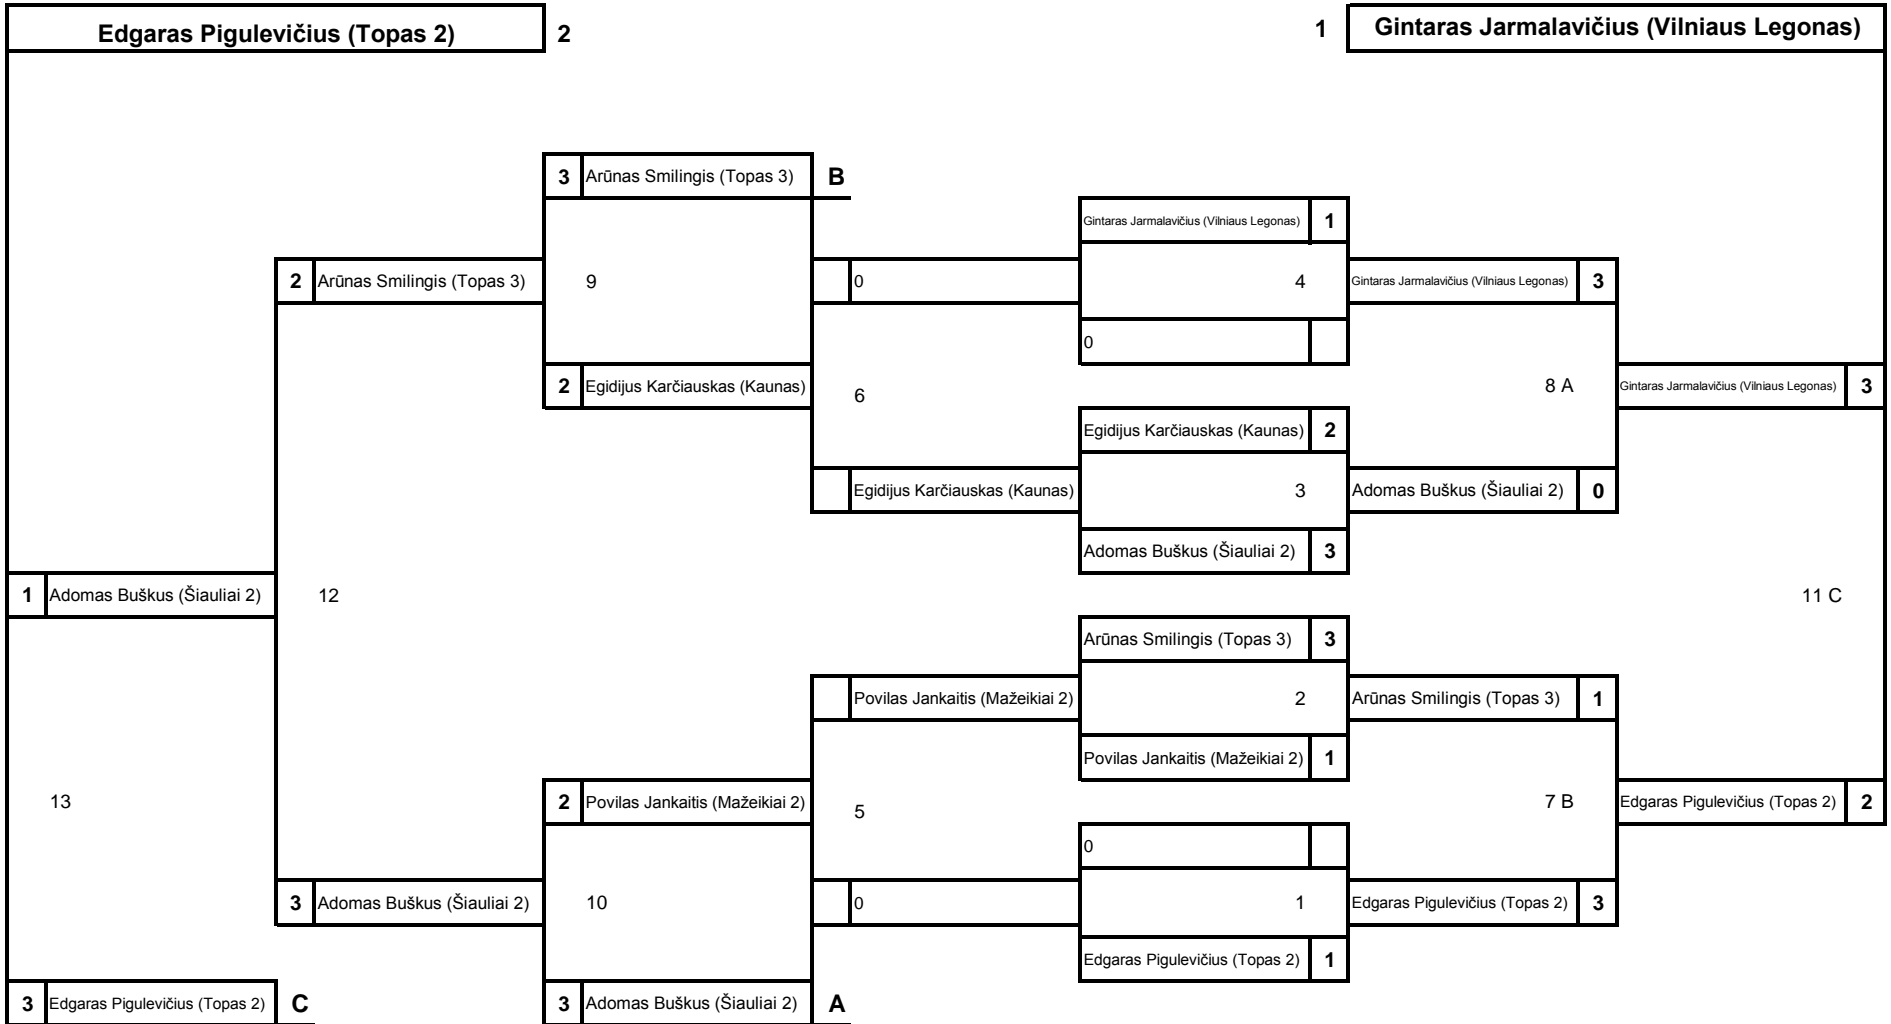 Edgaras Pigulevičius (Topas 2) 2 1 Gintaras Jarmalavičius (Vilniaus Legonas)
3 Arūnas Smilingis (Topas 3) B
Gintaras Jarmalavičius (Vilniaus Legonas) 1
2 Arūnas Smilingis (Topas 3) 9 0 4 Gintaras Jarmalavičius (Vilniaus Legonas) 3
0
2 Egidijus Karčiauskas (Kaunas) 6 8 A Gintaras Jarmalavičius (Vilniaus Legonas) 3
Egidijus Karčiauskas (Kaunas) 2
Egidijus Karčiauskas (Kaunas) 3 Adomas Buškus (Šiauliai 2) 0
Adomas Buškus (Šiauliai 2) 3
1 Adomas Buškus (Šiauliai 2) 12 11 C
Arūnas Smilingis (Topas 3) 3
Povilas Jankaitis (Mažeikiai 2) 2 Arūnas Smilingis (Topas 3) 1
Povilas Jankaitis (Mažeikiai 2) 1
13 2 Povilas Jankaitis (Mažeikiai 2) 5 7 B Edgaras Pigulevičius (Topas 2) 2
0
3 Adomas Buškus (Šiauliai 2) 10 0 1 Edgaras Pigulevičius (Topas 2) 3
Edgaras Pigulevičius (Topas 2) 1
3 Edgaras Pigulevičius (Topas 2) C 3 Adomas Buškus (Šiauliai 2) A